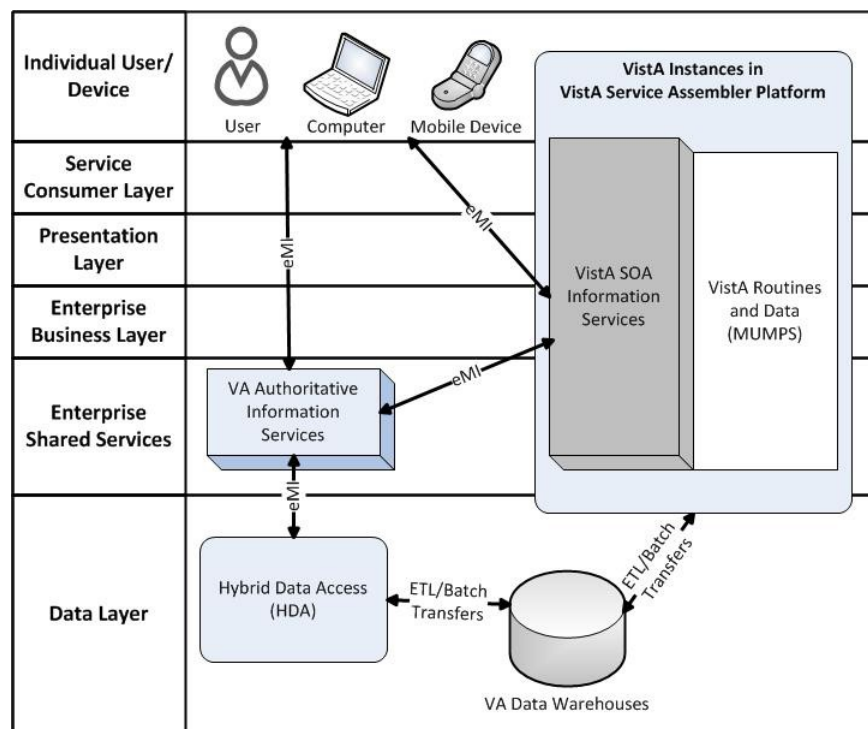 Individual User/
Device
User
Computer
Mobile Device
VistA Instances in
VistA Service Assembler Platform
Service
Consumer Layer
Presentation
Layer
Enterprise
Business Layer
Enterprise
Shared Services
Data Layer
eMI
eMI
VistA SOA
Information
Services
VistA Routines
and Data
(MUMPS)
VA Authoritative
Information
Services
eMI
eMI
Hybrid Data Access
(HDA)
ETL/Batch
Transfers
ETL/Batch
Transfers
VA Data Warehouses